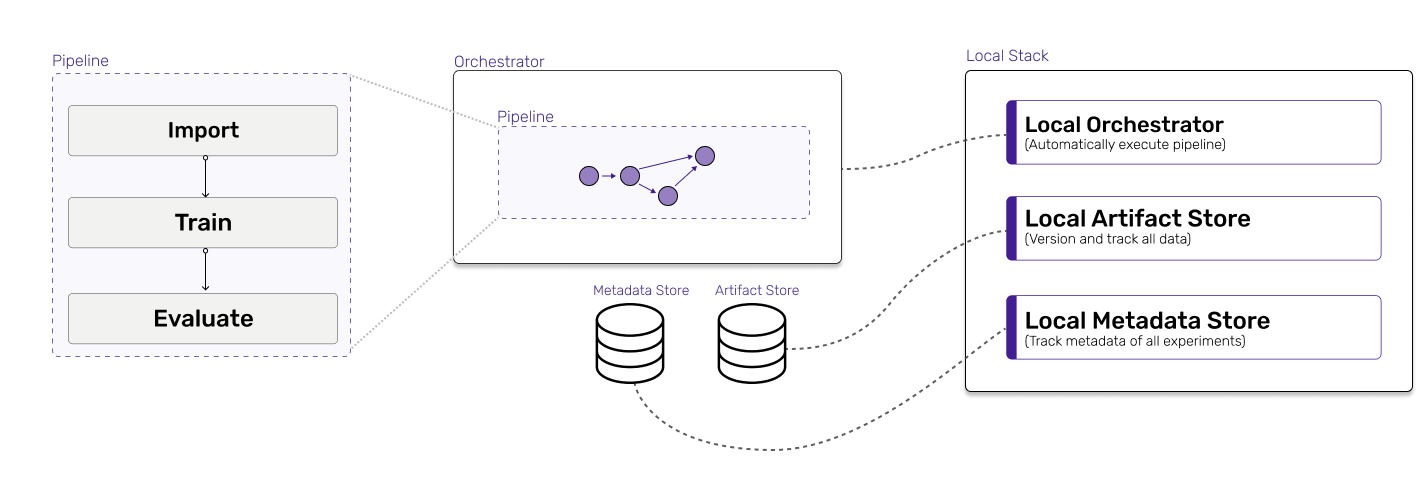 Pipeline
Import
Train
Evaluate
Orchestrator
Pipeline
Metadata Store
Artifact Store
Local Stack
Local Orchestrator
(Automatically execute pipeline)
Local Artifact Store
(Version and track all data)
Local Metadata Store
(Track metadata of all experiments)